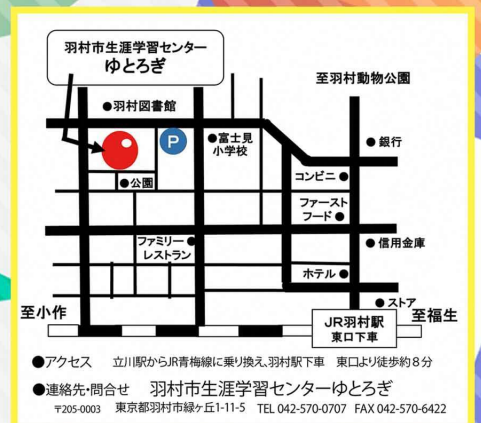 羽村市生涯学習センター
ゆとろぎ
至羽村動物公園
●羽村図書館
P
●富士見
小学校
●銀行
コンビニ●
●公園
ファースト
フード●
ファミリー●
レストラン
●信用金庫
ホテル●
●ストア
至小作
JR羽村駅
東口下車
至福生
●アクセス 立川駅からJR青梅線に乗り換え、羽村駅下車 東口より徒歩約8分
●連絡先・問合せ 羽村市生涯学習センターゆとろぎ
〒205-0003 東京都羽村市緑ヶ丘1-11-5 TEL 042-570-0707 FAX 042-570-6422